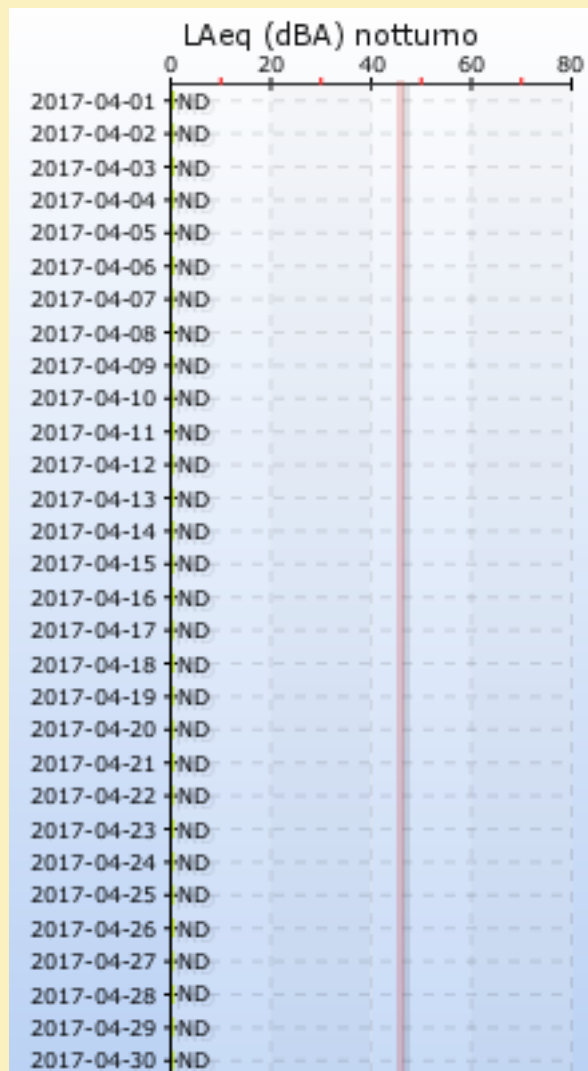 LAeq (dBA) notturno
0 20 40 60 80
2017-04-01 ND
2017-04-02 ND
2017-04-03 ND
2017-04-04 ND
2017-04-05 ND
2017-04-06 ND
2017-04-07 ND
2017-04-08 ND
2017-04-09 ND
2017-04-10 ND
2017-04-11 ND
2017-04-12 ND
2017-04-13 ND
2017-04-14 ND
2017-04-15 ND
2017-04-16 ND
2017-04-17 ND
2017-04-18 ND
2017-04-19 ND
2017-04-20 ND
2017-04-21 ND
2017-04-22 ND
2017-04-23 ND
2017-04-24 ND
2017-04-25 ND
2017-04-26 ND
2017-04-27 ND
2017-04-28 ND
2017-04-29 ND
2017-04-30 ND